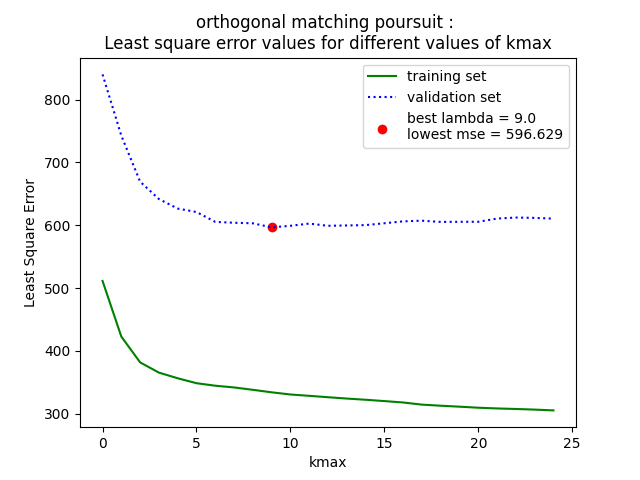 orthogonal matching poursuit :
Least square error values for different values of kmax
training set
validation set
best lambda = 9.0
lowest mse = 596.629
Least Square Error
800
700
600
500
400
300
0
5
10
15
20
25
kmax